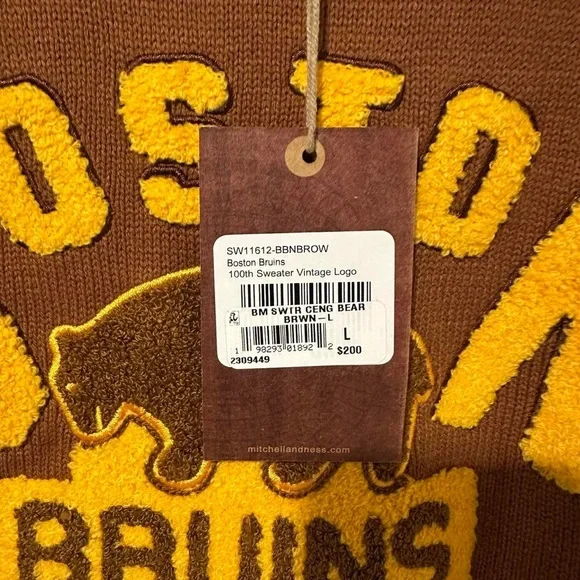 OSTO
SW11612-BBNBROW
Boston Bruins
100th Sweater Vintage Logo
BM SWTR CENG BEAR
BRWN-L
L
1 98293 01892 2
$200
2309449
mitchellandness.com
BRUINS